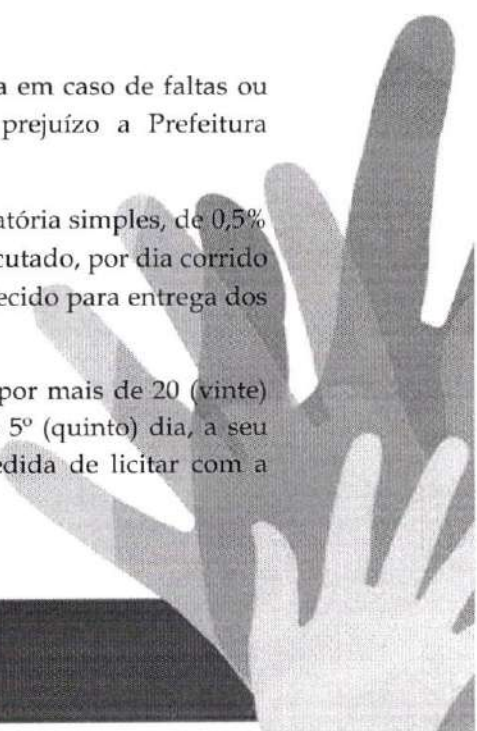 a em caso de faltas ou
prejuízo a Prefeitura
atória simples, de 0,5%
cutado, por dia corrido
ecido para entrega dos
por mais de 20 (vinte)
5º (quinto) dia, a seu
edida de licitar com a